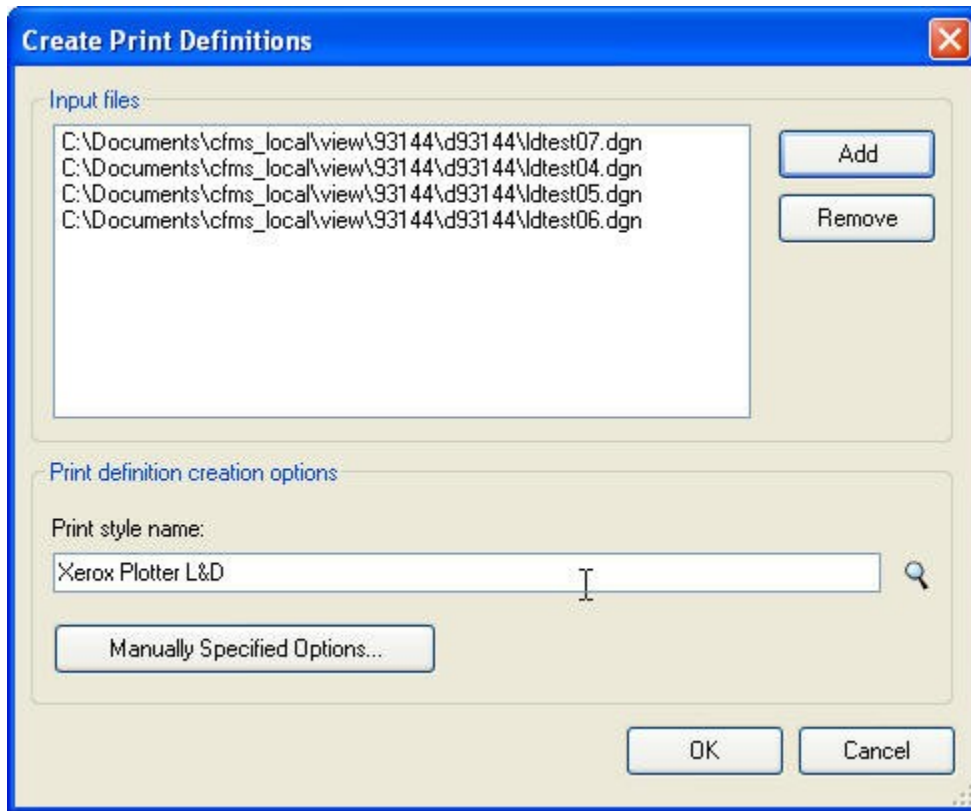 Create Print Definitions
Input files
C:\Documents\cfms_local\view\93144\d93144\ldtest07.dgn
C:\Documents\cfms_local\view\93144\d93144\ldtest04.dgn
C:\Documents\cfms_local\view\93144\d93144\ldtest05.dgn
C:\Documents\cfms_local\view\93144\d93144\ldtest06.dgn
Add
Remove
Print definition creation options
Print style name:
Xerox Plotter L&D
Manually Specified Options...
OK
Cancel